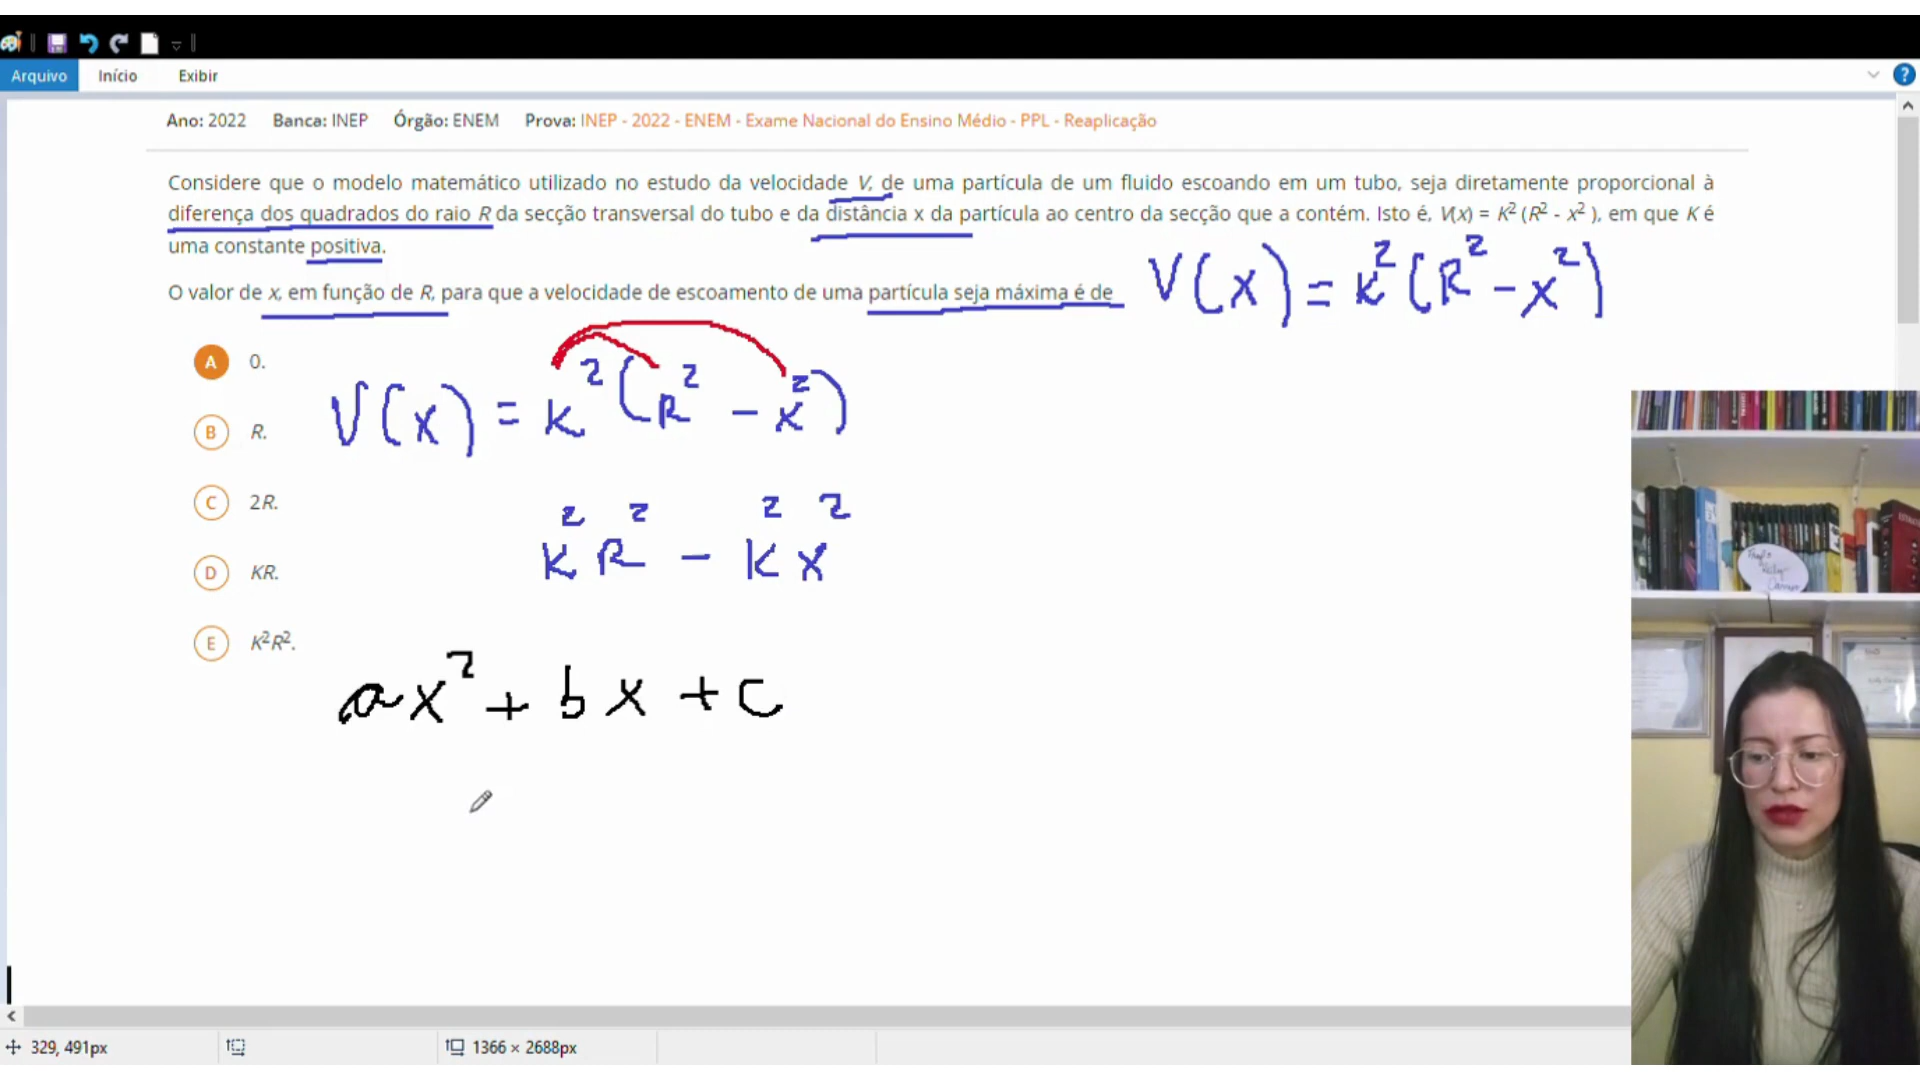 Arquivo Início Exibir
Ano: 2022 Banca: INEP Órgão: ENEM Prova: INEP - 2022 - ENEM - Exame Nacional do Ensino Médio - PPL - Reaplicação
Considere que o modelo matemático utilizado no estudo da velocidade V, de uma partícula de um fluido escoando em um tubo, seja diretamente proporcional à
diferença dos quadrados do raio R da secção transversal do tubo e da distância x da partícula ao centro da secção que a contém. Isto é, V(x) = K² (R² - x² ), em que K é
uma constante positiva.
V(x) = K²(R² - x²)
O valor de x, em função de R, para que a velocidade de escoamento de uma partícula seja máxima é de
A 0.
V(x) = K²(R² - x²)
B R.
C 2R.
K²R² - K²x²
D KR.
E K²R².
ax² + bx + c
329, 491px 1366 × 2688px